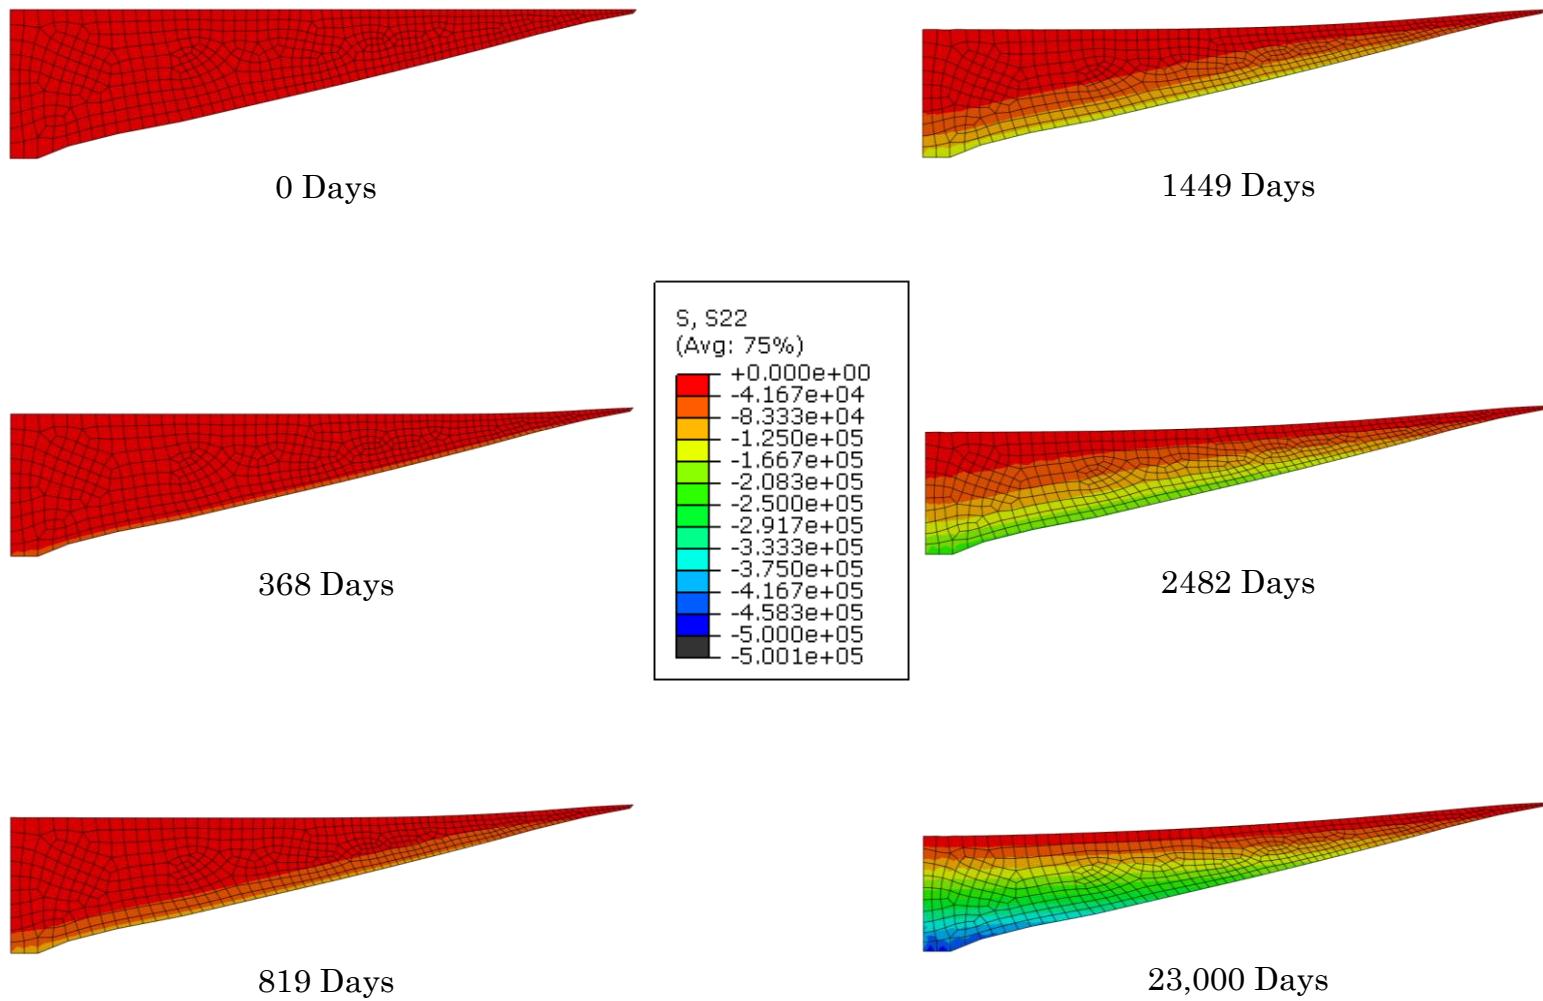 0 Days
1449 Days
S, S22
(Avg: 75%)
+0.000e+00
-4.167e+04
-8.333e+04
-1.250e+05
-1.667e+05
-2.083e+05
-2.500e+05
-2.917e+05
-3.333e+05
-3.750e+05
-4.167e+05
-4.583e+05
-5.000e+05
-5.001e+05
368 Days
2482 Days
819 Days
23,000 Days